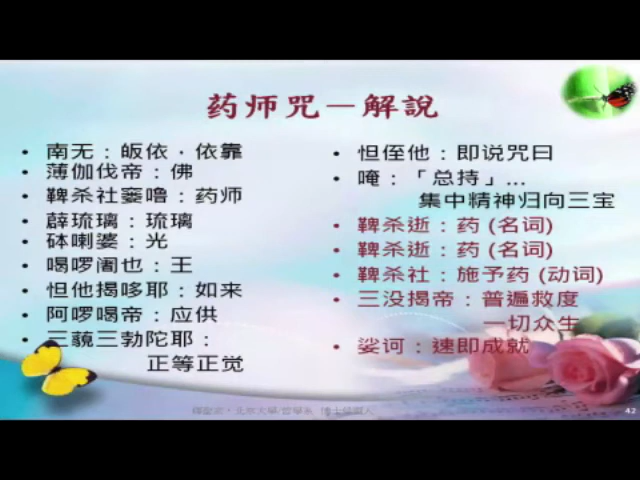 药师咒－解說
• 南无：皈依．依靠
• 薄伽伐帝：佛
• 鞞杀社窭噜：药师
• 薜琉璃：琉璃
• 砵喇婆：光
• 喝啰阇也：王
• 怛他揭哆耶：如来
• 阿啰喝帝：应供
• 三藐三勃陀耶：
正等正觉
• 怛侄他：即说咒曰
• 唵：「总持」...
集中精神归向三宝
• 鞞杀逝：药 (名词)
• 鞞杀逝：药 (名词)
• 鞞杀社：施予药 (动词)
• 三没揭帝：普遍救度
一切众生
• 娑诃：速即成就
42